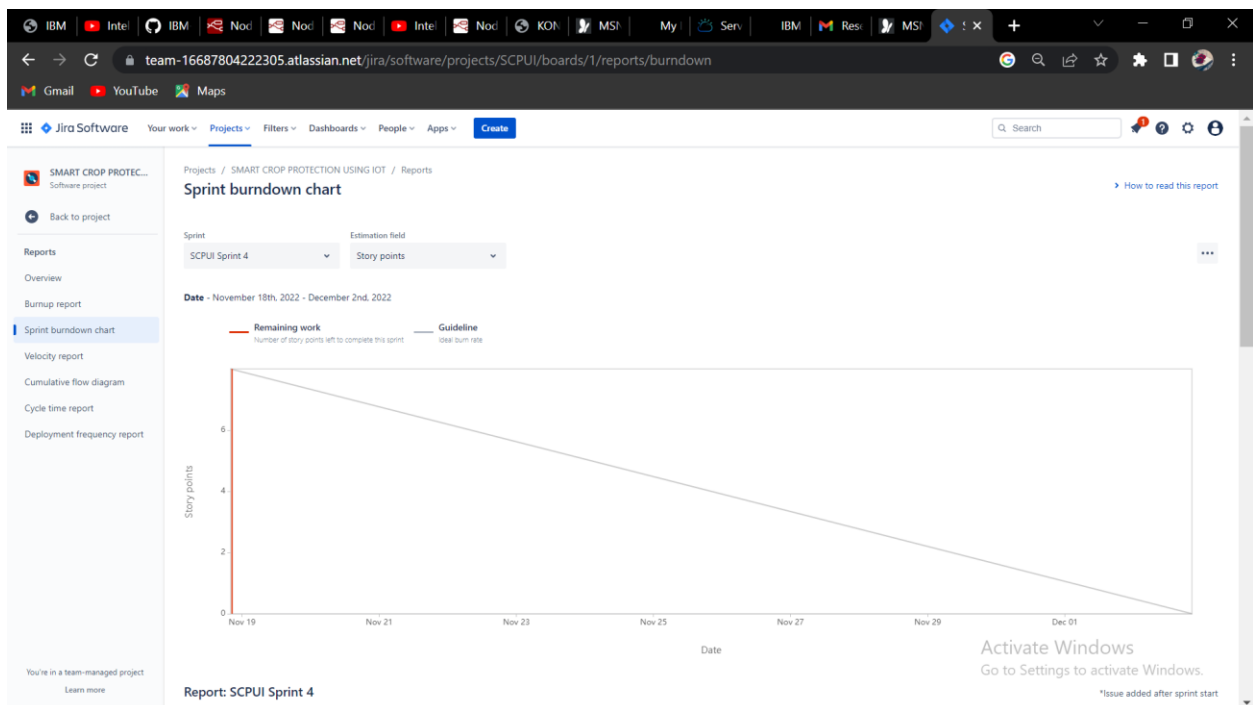 IBM Intel IBM Nod Nod Nod Intel Nod KON MSN My Serv IBM Rese MSN
team-16687804222305.atlassian.net/jira/software/projects/SCPUI/boards/1/reports/burndown
Gmail YouTube Maps
Jira Software Your work Projects Filters Dashboards People Apps Create Search 1
SMART CROP PROTEC...
Software project
Back to project
Reports
Overview
Burnup report
Sprint burndown chart
Velocity report
Cumulative flow diagram
Cycle time report
Deployment frequency report
You're in a team-managed project
Learn more
Projects / SMART CROP PROTECTION USING IOT / Reports
Sprint burndown chart
How to read this report
Sprint Estimation field
SCPUI Sprint 4 Story points
Date - November 18th, 2022 - December 2nd, 2022
Remaining work Guideline
Number of story points left to complete this sprint Ideal burn rate
6
4
2
0
Story points
Nov 19 Nov 21 Nov 23 Nov 25 Nov 27 Nov 29 Dec 01
Date
Activate Windows
Go to Settings to activate Windows.
Report: SCPUI Sprint 4
*Issue added after sprint start